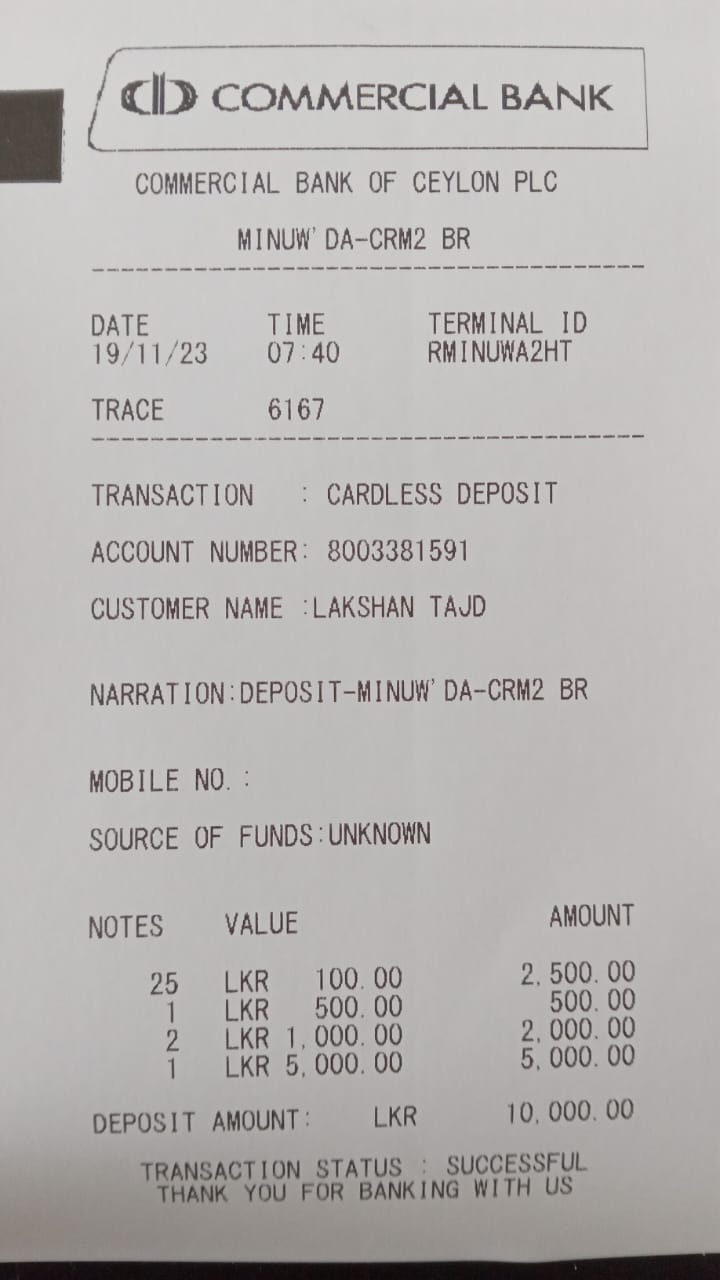 COMMERCIAL BANK
COMMERCIAL BANK OF CEYLON PLC
MINUW'DA-CRM2 BR
DATE TIME TERMINAL ID
19/11/23 07:40 RMINUWA2HT
TRACE 6167
TRANSACTION : CARDLESS DEPOSIT
ACCOUNT NUMBER: 8003381591
CUSTOMER NAME :LAKSHAN TAJD
NARRATION:DEPOSIT-MINUW'DA-CRM2 BR
MOBILE NO. :
SOURCE OF FUNDS:UNKNOWN
NOTES VALUE AMOUNT
25 LKR 100.00 2,500.00
1 LKR 500.00 500.00
2 LKR 1,000.00 2,000.00
1 LKR 5,000.00 5,000.00
DEPOSIT AMOUNT: LKR 10,000.00
TRANSACTION STATUS : SUCCESSFUL
THANK YOU FOR BANKING WITH US